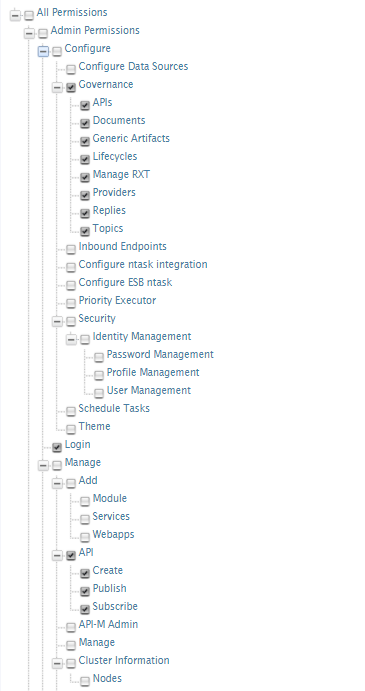 All Permissions
Admin Permissions
Configure
Configure Data Sources
Governance
APIs
Documents
Generic Artifacts
Lifecycles
Manage RXT
Providers
Replies
Topics
Inbound Endpoints
Configure ntask integration
Configure ESB ntask
Priority Executor
Security
Identity Management
Password Management
Profile Management
User Management
Schedule Tasks
Theme
Login
Manage
Add
Module
Services
Webapps
API
Create
Publish
Subscribe
API-M Admin
Manage
Cluster Information
Nodes